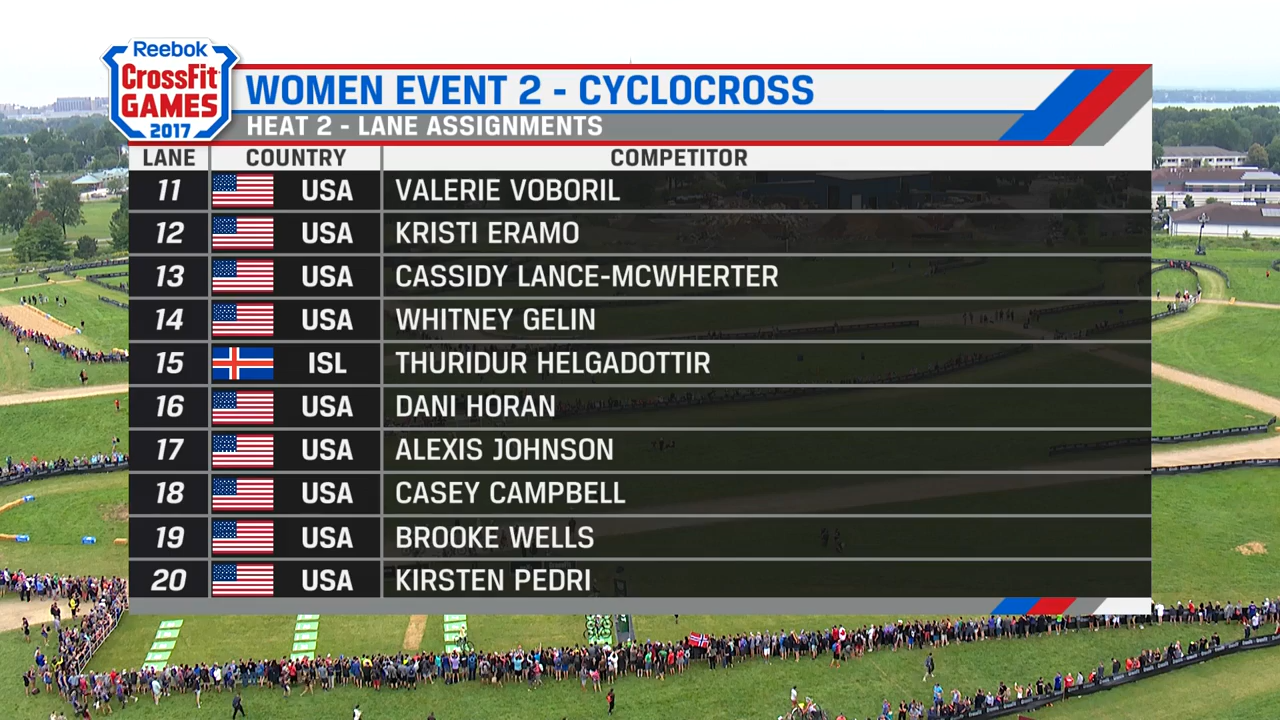 Reebok
CrossFit
GAMES
2017
WOMEN EVENT 2 - CYCLOCROSS
HEAT 2 - LANE ASSIGNMENTS
LANE COUNTRY COMPETITOR
11 USA VALERIE VOBORIL
12 USA KRISTI ERAMO
13 USA CASSIDY LANCE-MCWHERTER
14 USA WHITNEY GELIN
15 ISL THURIDUR HELGADOTTIR
16 USA DANI HORAN
17 USA ALEXIS JOHNSON
18 USA CASEY CAMPBELL
19 USA BROOKE WELLS
20 USA KIRSTEN PEDRI